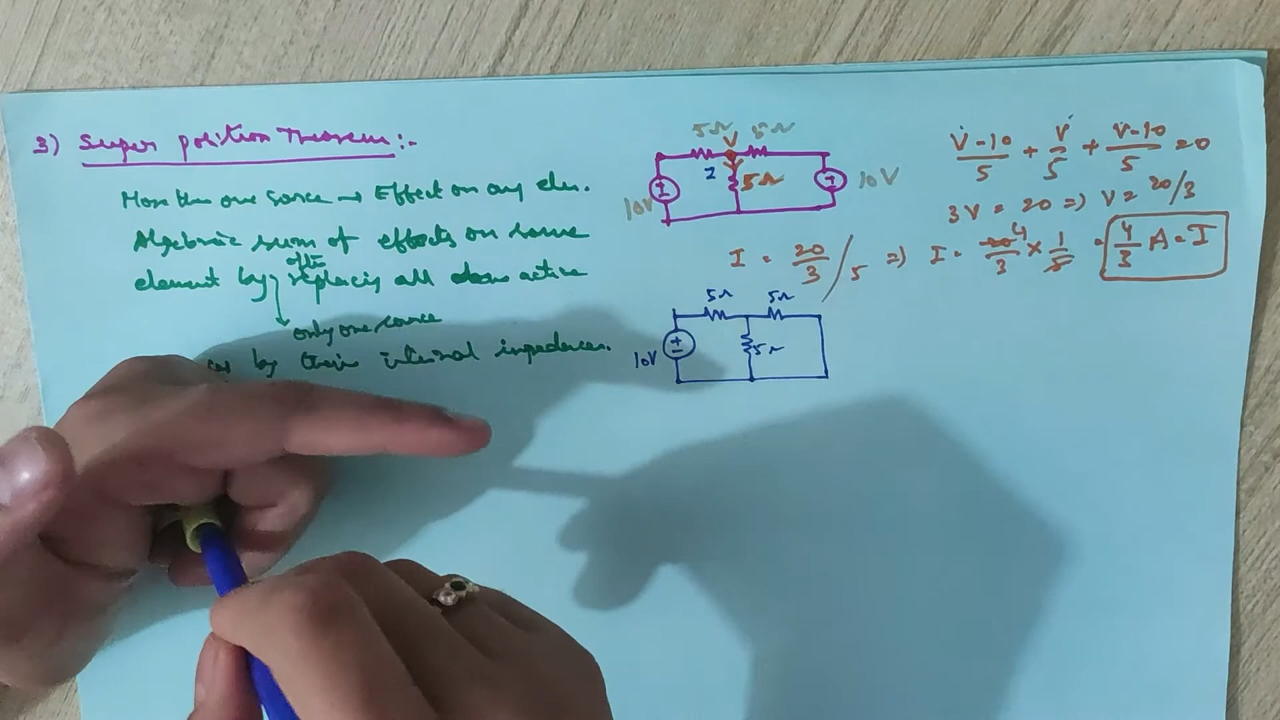 3) Super position Theorem:-
More than one source → Effect on any ele.
Algebraic sum of effects on same
after
element by replacing all active
only one source
by their internal impedances.
5Ω V 5Ω
I 5Ω
10V 10V
V-10/5 + V/5 + V-10/5 = 0
3V = 20 => V = 20/3
I = 20/3 / 5 => I = 20 4/3 × 1/5 = 4/3 A = I
5Ω 5Ω
10V 5Ω